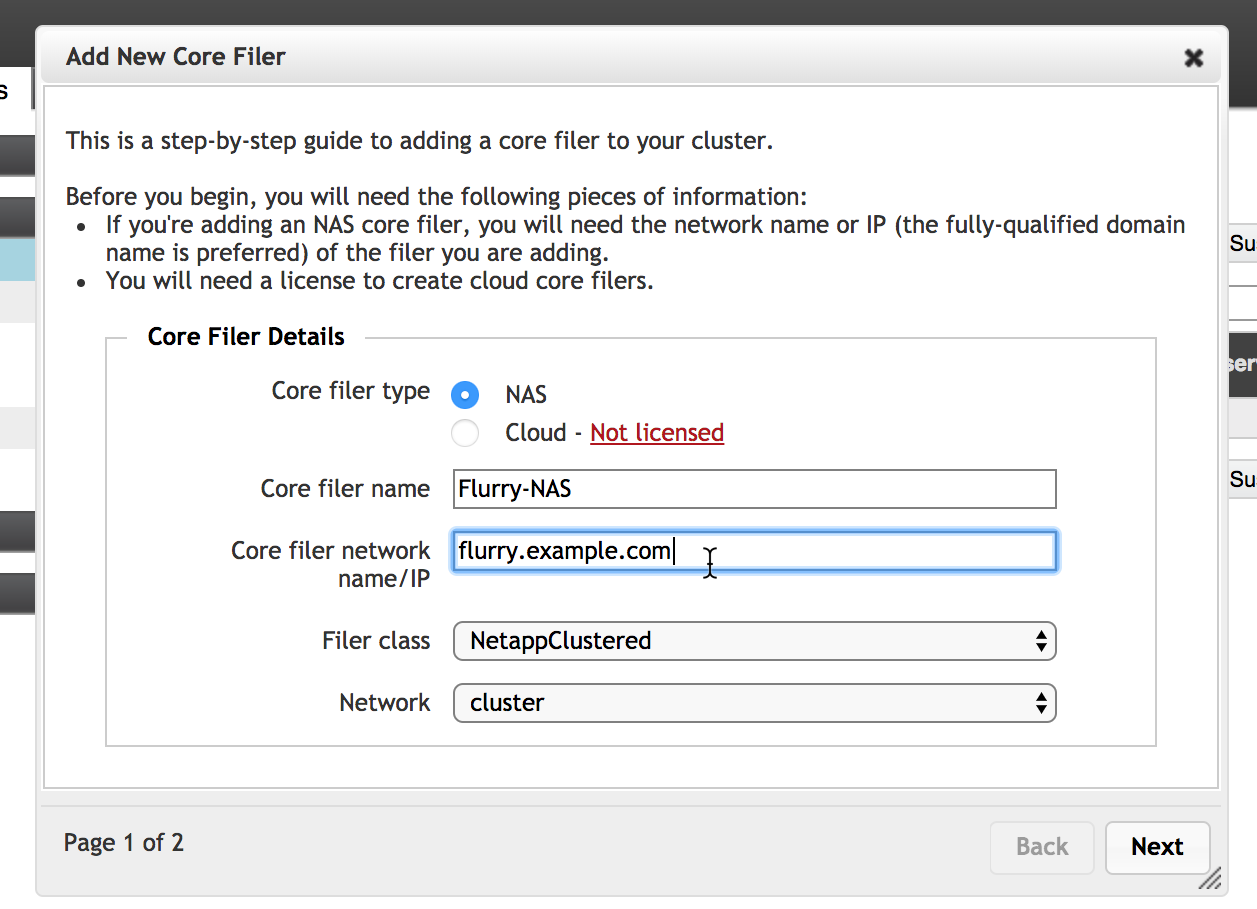 Add New Core Filer
This is a step-by-step guide to adding a core filer to your cluster.
Before you begin, you will need the following pieces of information:
• If you're adding an NAS core filer, you will need the network name or IP (the fully-qualified domain
name is preferred) of the filer you are adding.
• You will need a license to create cloud core filers.
Core Filer Details
Core filer type
NAS
Cloud - Not licensed
Core filer name
Flurry-NAS
Core filer network
name/IP
flurry.example.com
Filer class
NetappClustered
Network
cluster
Page 1 of 2
Back
Next